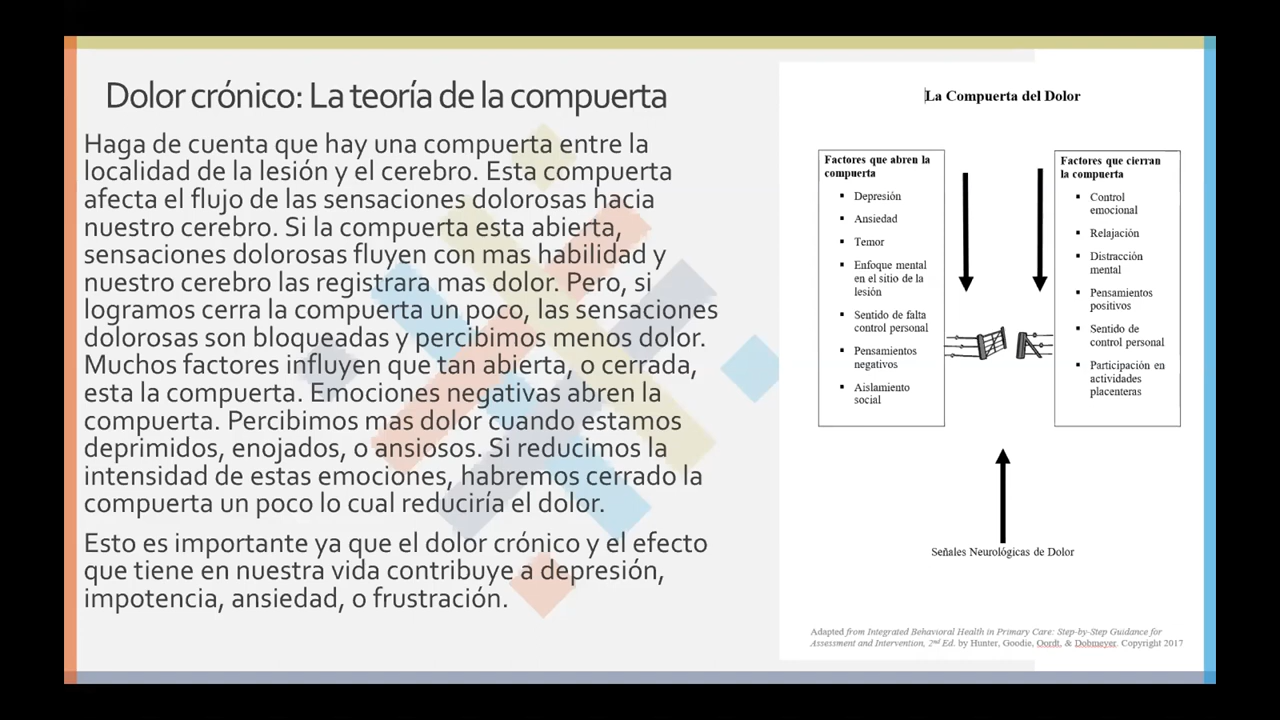 Dolor crónico: La teoría de la compuerta
Haga de cuenta que hay una compuerta entre la
localidad de la lesión y el cerebro. Esta compuerta
afecta el flujo de las sensaciones dolorosas hacia
nuestro cerebro. Si la compuerta esta abierta,
sensaciones dolorosas fluyen con mas habilidad y
nuestro cerebro las registrara mas dolor. Pero, si
logramos cerra la compuerta un poco, las sensaciones
dolorosas son bloqueadas y percibimos menos dolor.
Muchos factores influyen que tan abierta, o cerrada,
esta la compuerta. Emociones negativas abren la
compuerta. Percibimos mas dolor cuando estamos
deprimidos, enojados, o ansiosos. Si reducimos la
intensidad de estas emociones, habremos cerrado la
compuerta un poco lo cual reduciría el dolor.
Esto es importante ya que el dolor crónico y el efecto
que tiene en nuestra vida contribuye a depresión,
impotencia, ansiedad, o frustración.
La Compuerta del Dolor
Factores que abren la
compuerta
▪ Depresión
▪ Ansiedad
▪ Temor
▪ Enfoque mental
en el sitio de la
lesión
▪ Sentido de falta
control personal
▪ Pensamientos
negativos
▪ Aislamiento
social
Factores que cierran
la compuerta
▪ Control
emocional
▪ Relajación
▪ Distracción
mental
▪ Pensamientos
positivos
▪ Sentido de
control personal
▪ Participación en
actividades
placenteras
Señales Neurológicas de Dolor
Adapted from Integrated Behavioral Health in Primary Care: Step-by-Step Guidance for
Assessment and Intervention, 2nd Ed. by Hunter, Goodie, Oordt, & Dobmeyer. Copyright 2017